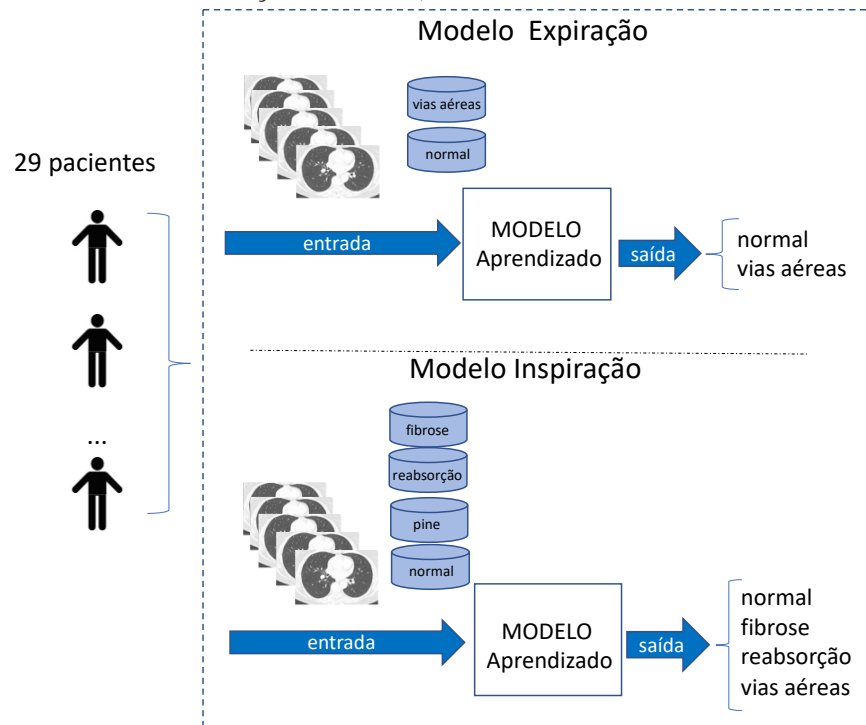 Modelo Expiração
vias aéreas
normal
29 pacientes
entrada
MODELO
Aprendizado
saída
normal
vias aéreas
...
Modelo Inspiração
fibrose
reabsorção
pine
normal
entrada
MODELO
Aprendizado
saída
normal
fibrose
reabsorção
vias aéreas